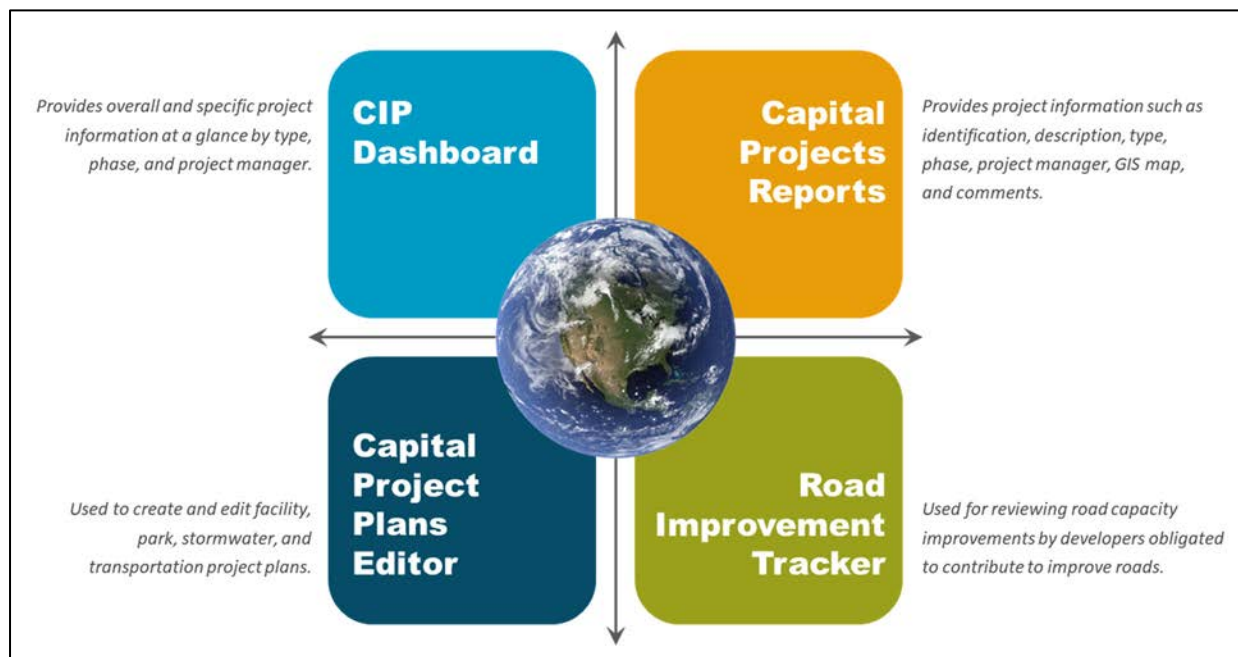 Provides overall and specific project
information at a glance by type,
phase, and project manager.
CIP
Dashboard
Capital
Projects
Reports
Provides project information such as
identification, description, type,
phase, project manager, GIS map,
and comments.
Used to create and edit facility,
park, stormwater, and
transportation project plans.
Capital
Project
Plans
Editor
Road
Improvement
Tracker
Used for reviewing road capacity
improvements by developers obligated
to contribute to improve roads.